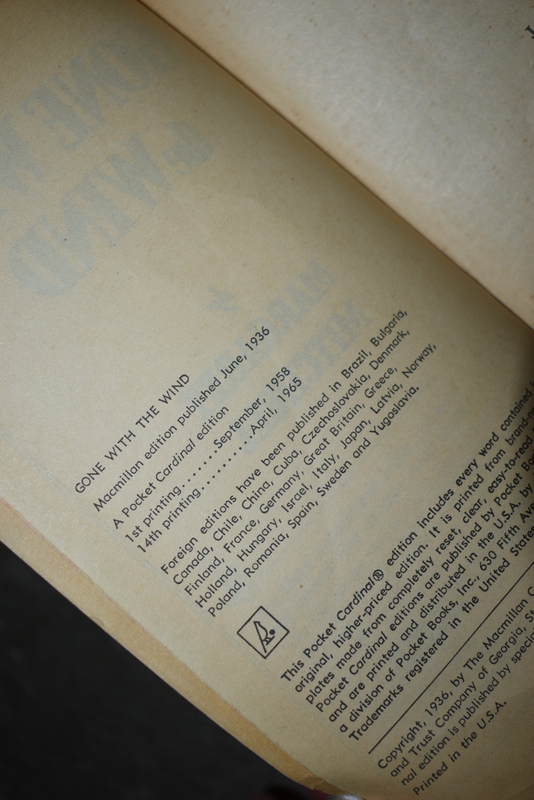 GONE WITH THE WIND
Macmillan edition published June, 1936
A Pocket Cardinal edition
1st printing.......September, 1958
14th printing..........April, 1965
Foreign editions have been published in Brazil, Bulgaria,
Canada, Chile, China, Cuba, Czechoslovakia, Denmark,
Finland, France, Germany, Great Britain, Greece,
Holland, Hungary, Israel, Italy, Japan, Latvia, Norway,
Poland, Romania, Spain, Sweden and Yugoslavia.
This Pocket Cardinal® edition includes every word contained
original, higher-priced edition. It is printed from brand-new
plates made from completely reset, clear, easy-to-read
Pocket Cardinal editions are published by Pocket
and are printed and distributed in the U.S.A. by
a division of Pocket Books, Inc., 630 Fifth
Trademarks registered in the United States
Copyright, 1936, by The Macmillan
and Trust Company of Georgia,
nal edition is published by
Printed in the U.S.A.